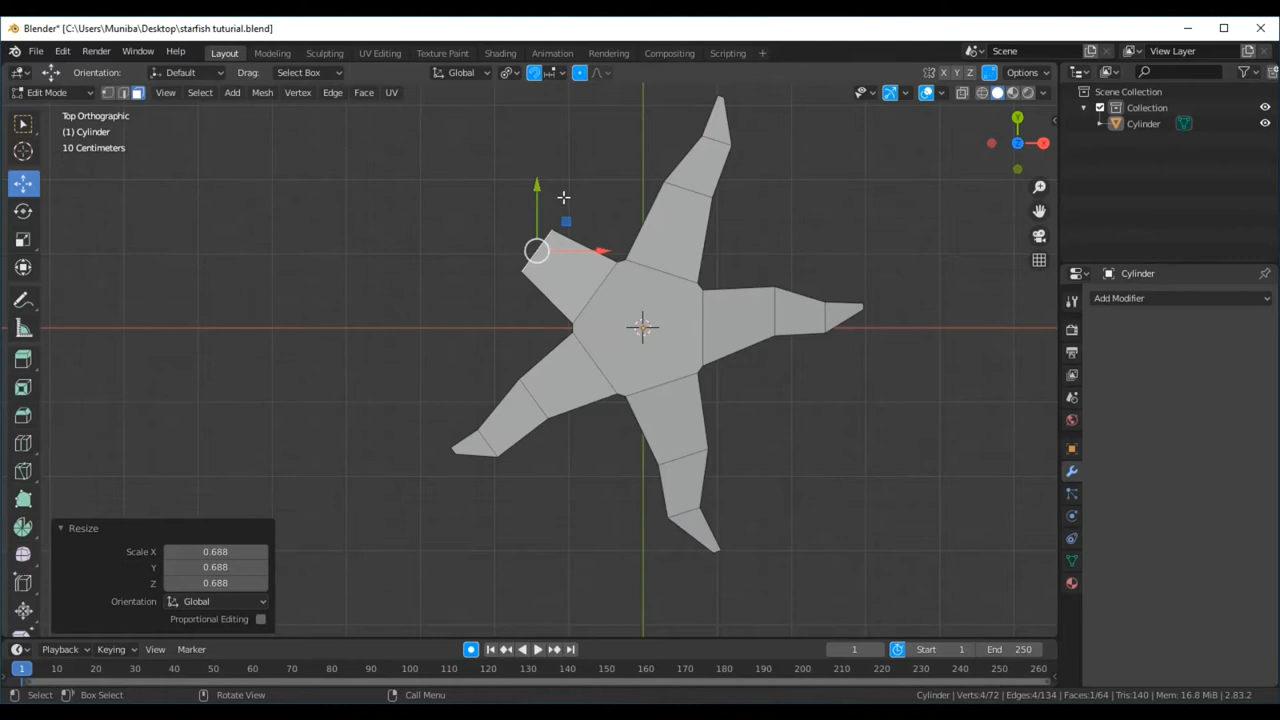 Blender* [C:\Users\Muniba\Desktop\starfish tuturial.blend]
File Edit Render Window Help Layout Modeling Sculpting UV Editing Texture Paint Shading Animation Rendering Compositing Scripting + Scene View Layer
Orientation: Default Drag: Select Box Global X Y Z Options
Edit Mode View Select Add Mesh Vertex Edge Face UV
Scene Collection
Collection
Cylinder
Top Orthographic
(1) Cylinder
10 Centimeters
Y
Z
X
Cylinder
Add Modifier
Resize
Scale X 0.688
Y 0.688
Z 0.688
Orientation Global
Proportional Editing
Playback Keying View Marker 1 Start 1 End 250
1 10 20 30 40 50 60 70 80 90 100 110 120 130 140 150 160 170 180 190 200 210 220 230 240 250 260
Select Box Select Rotate View Call Menu Cylinder | Verts:4/72 | Edges:4/134 | Faces:1/64 | Tris:140 | Mem: 16.8 MiB | 2.83.2